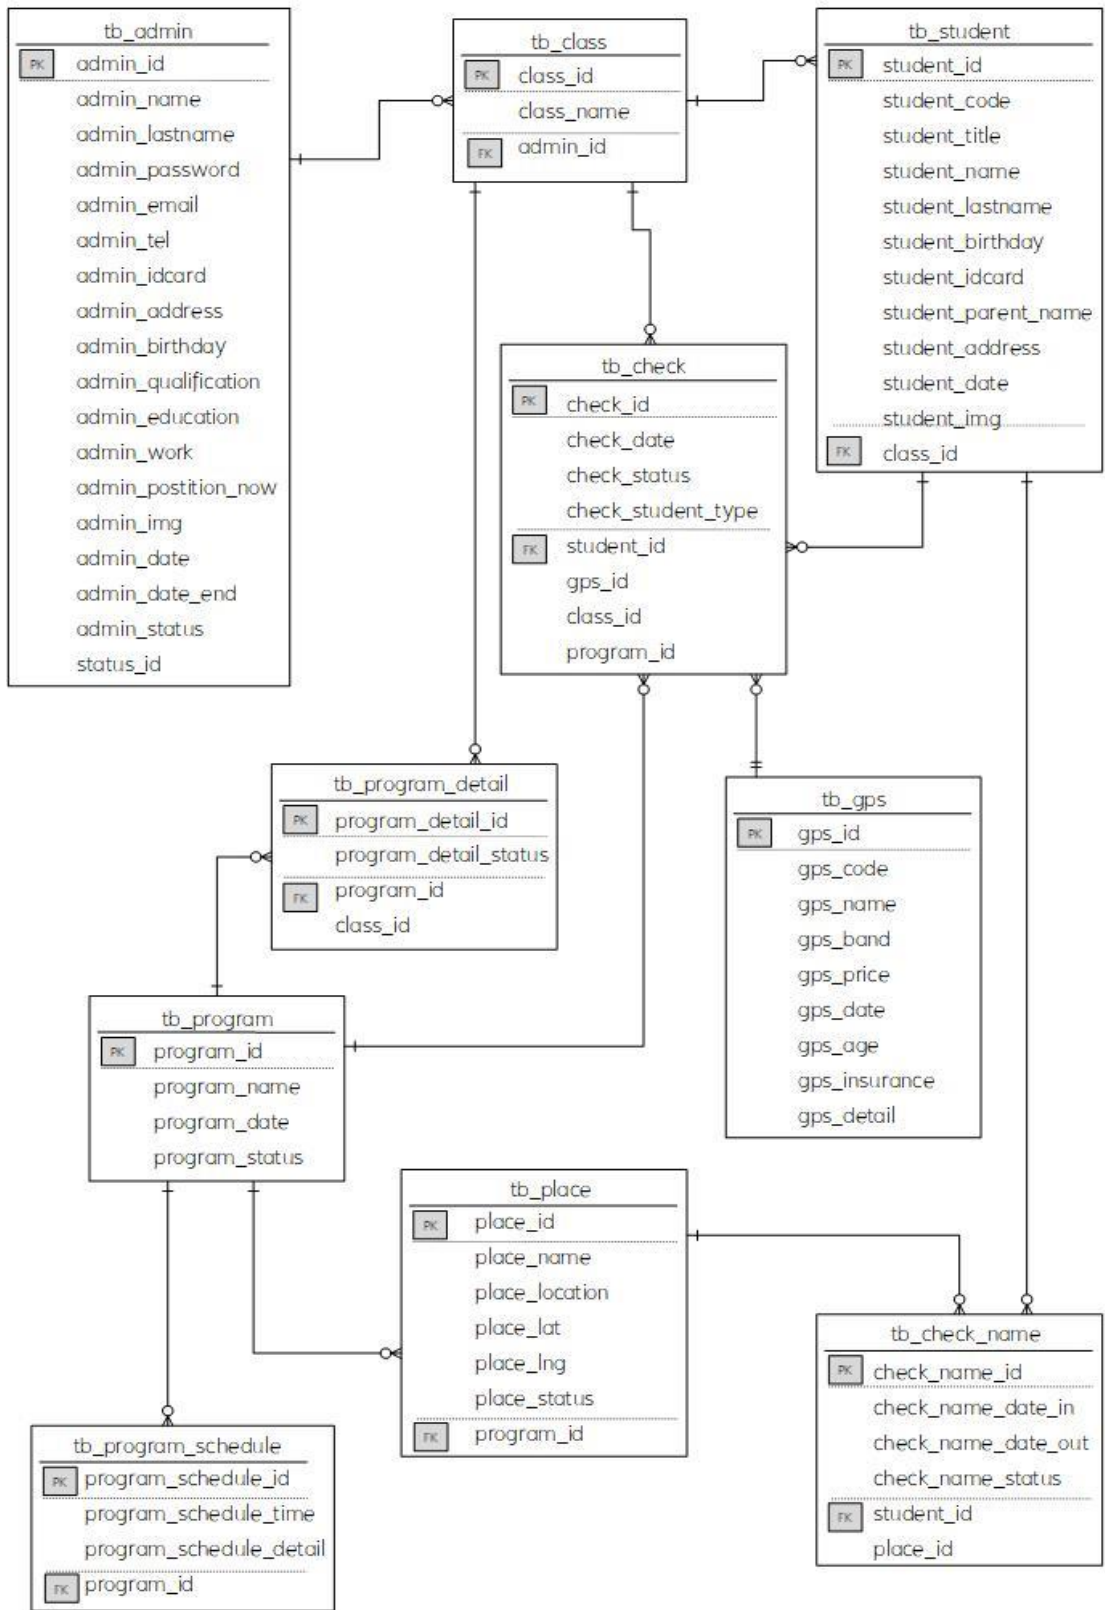 tb_admin
PK admin_id
admin_name
admin_lastname
admin_password
admin_email
admin_tel
admin_idcard
admin_address
admin_birthday
admin_qualification
admin_education
admin_work
admin_postition_now
admin_img
admin_date
admin_date_end
admin_status
status_id
tb_class
PK class_id
class_name
FK admin_id
tb_student
PK student_id
student_code
student_title
student_name
student_lastname
student_birthday
student_idcard
student_parent_name
student_address
student_date
student_img
FK class_id
tb_check
PK check_id
check_date
check_status
check_student_type
FK student_id
gps_id
class_id
program_id
tb_program_detail
PK program_detail_id
program_detail_status
FK program_id
class_id
tb_gps
PK gps_id
gps_code
gps_name
gps_band
gps_price
gps_date
gps_age
gps_insurance
gps_detail
tb_program
PK program_id
program_name
program_date
program_status
tb_place
PK place_id
place_name
place_location
place_lat
place_lng
place_status
FK program_id
tb_check_name
PK check_name_id
check_name_date_in
check_name_date_out
check_name_status
FK student_id
place_id
tb_program_schedule
PK program_schedule_id
program_schedule_time
program_schedule_detail
FK program_id